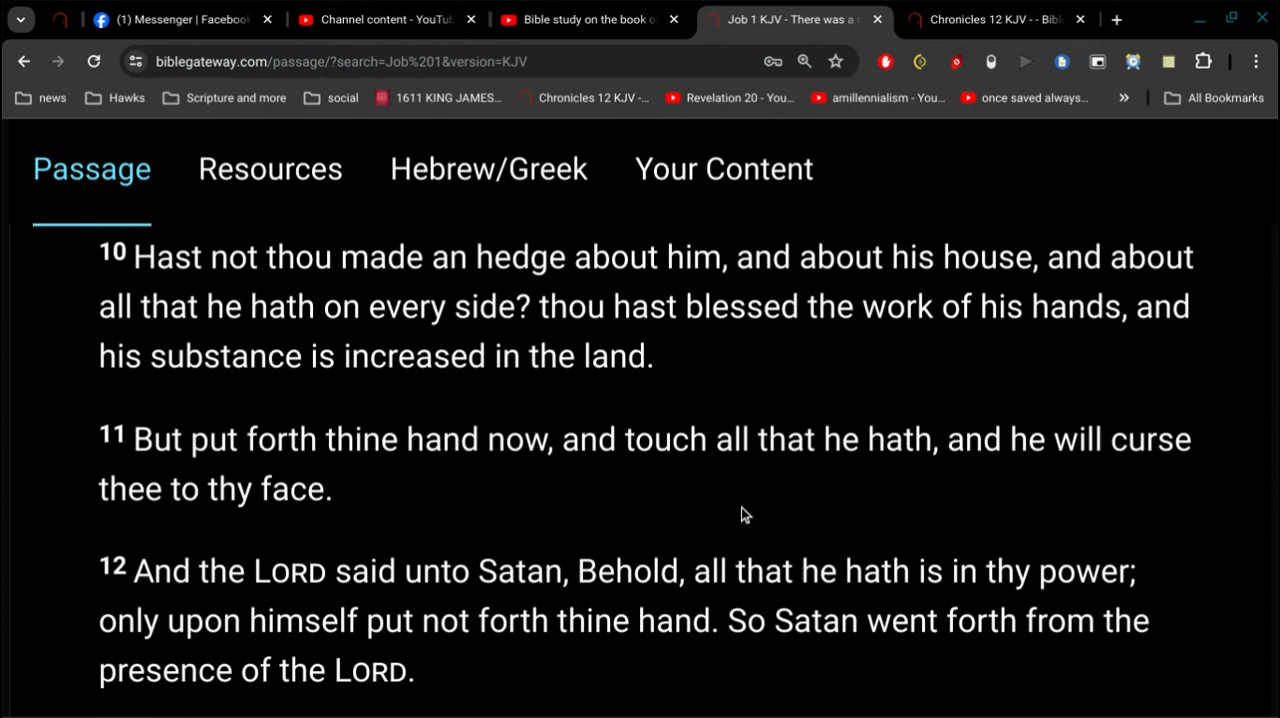 (1) Messenger | Facebook
Channel content - YouTub
Bible study on the book o
Job 1 KJV - There was a
Chronicles 12 KJV - - Bibl
biblegateway.com/passage/?search=Job%201&version=KJV
news
Hawks
Scripture and more
social
1611 KING JAMES...
Chronicles 12 KJV -...
Revelation 20 - You...
amillennialism - You...
once saved always...
All Bookmarks
Passage Resources Hebrew/Greek Your Content
10 Hast not thou made an hedge about him, and about his house, and about
all that he hath on every side? thou hast blessed the work of his hands, and
his substance is increased in the land.
11 But put forth thine hand now, and touch all that he hath, and he will curse
thee to thy face.
12 And the LORD said unto Satan, Behold, all that he hath is in thy power;
only upon himself put not forth thine hand. So Satan went forth from the
presence of the LORD.